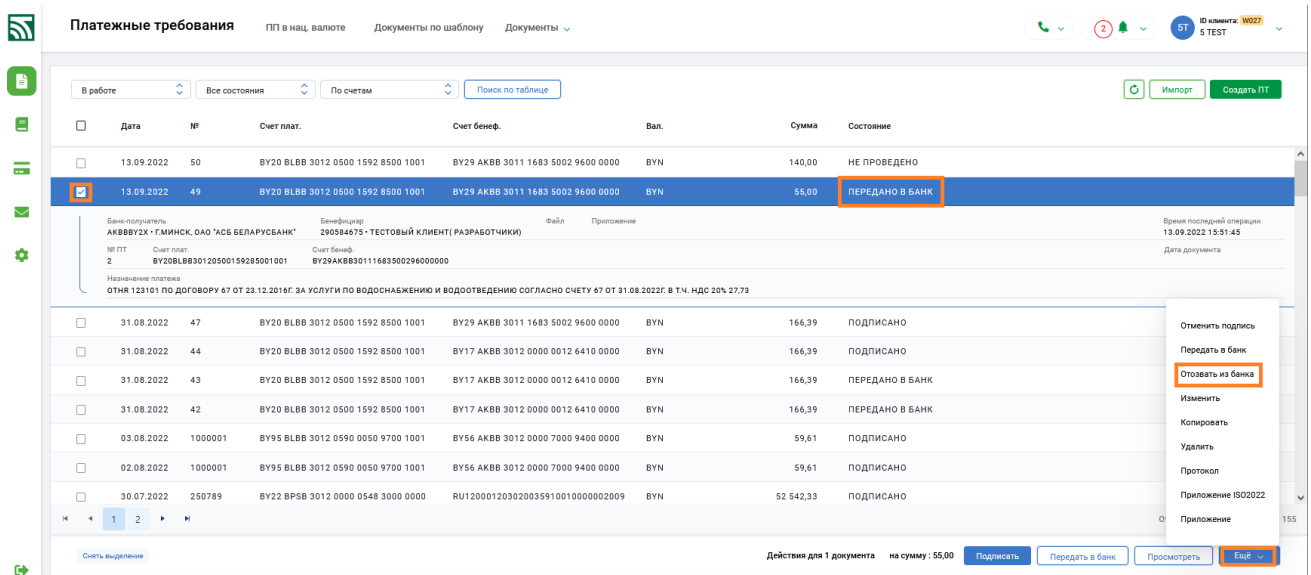 Платежные требования ПП в нац. валюте Документы по шаблону Документы 2 5T ID клиента: W027
5 TEST
В работе Все состояния По счетам Поиск по таблице Импорт Создать ПТ
Дата № Счет плат. Счет бенеф. Вал. Сумма Состояние
13.09.2022 50 BY20 BLBB 3012 0500 1592 8500 1001 BY29 AKBB 3011 1683 5002 9600 0000 BYN 140,00 НЕ ПРОВЕДЕНО
13.09.2022 49 BY20 BLBB 3012 0500 1592 8500 1001 BY29 AKBB 3011 1683 5002 9600 0000 BYN 55,00 ПЕРЕДАНО В БАНК
Банк-получатель Бенефициар Файл Приложение Время последней операции
AKBBBY2X • Г.МИНСК, ОАО "АСБ БЕЛАРУСБАНК" 290584675 • ТЕСТОВЫЙ КЛИЕНТ( РАЗРАБОТЧИКИ) 13.09.2022 15:51:45
№ ПТ Счет плат. Счет бенеф. Дата документа
2 BY20BLBB30120500159285001001 BY29AKBB30111683500296000000
Назначение платежа
ОТНR 123101 ПО ДОГОВОРУ 67 ОТ 23.12.2016Г. ЗА УСЛУГИ ПО ВОДОСНАБЖЕНИЮ И ВОДООТВЕДЕНИЮ СОГЛАСНО СЧЕТУ 67 ОТ 31.08.2022Г. В Т.Ч. НДС 20% 27,73
31.08.2022 47 BY20 BLBB 3012 0500 1592 8500 1001 BY29 AKBB 3011 1683 5002 9600 0000 BYN 166,39 ПОДПИСАНО
31.08.2022 44 BY20 BLBB 3012 0500 1592 8500 1001 BY17 AKBB 3012 0000 0012 6410 0000 BYN 166,39 ПОДПИСАНО
31.08.2022 43 BY20 BLBB 3012 0500 1592 8500 1001 BY17 AKBB 3012 0000 0012 6410 0000 BYN 166,39 ПЕРЕДАНО В БАНК
31.08.2022 42 BY20 BLBB 3012 0500 1592 8500 1001 BY17 AKBB 3012 0000 0012 6410 0000 BYN 166,39 ПЕРЕДАНО В БАНК
03.08.2022 1000001 BY95 BLBB 3012 0590 0050 9700 1001 BY56 AKBB 3012 0000 7000 9400 0000 BYN 59,61 ПОДПИСАНО
02.08.2022 1000001 BY95 BLBB 3012 0590 0050 9700 1001 BY56 AKBB 3012 0000 7000 9400 0000 BYN 59,61 ПОДПИСАНО
30.07.2022 250789 BY22 BPSB 3012 0000 0548 3000 0000 RU12000120302003591001000000200​9 BYN 52 542,33 ПОДПИСАНО
Отменить подпись
Передать в банк
Отозвать из банка
Изменить
Копировать
Удалить
Протокол
Приложение ISO2022
Приложение
1 2 155
Снять выделение Действия для 1 документа на сумму : 55,00 Подписать Передать в банк Просмотреть Ещё